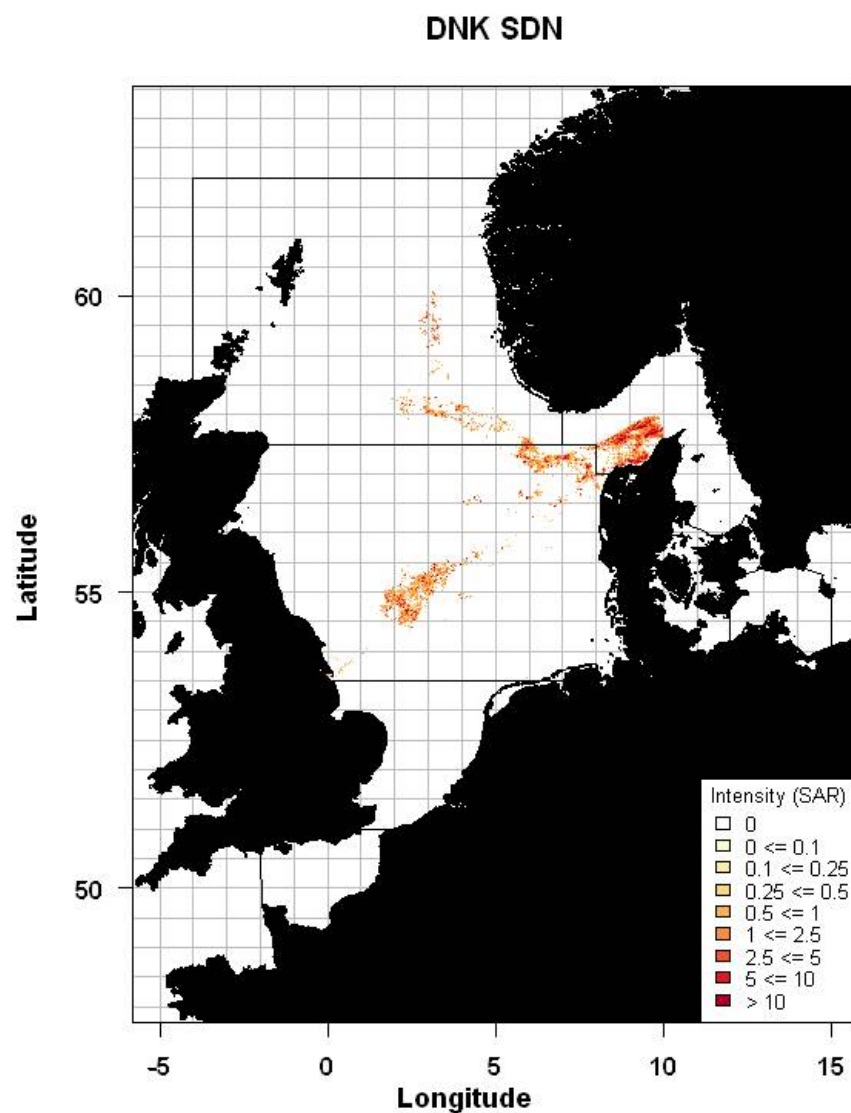 DNK SDN
Latitude
60
55
50
Intensity (SAR)
0
0 <= 0.1
0.1 <= 0.25
0.25 <= 0.5
0.5 <= 1
1 <= 2.5
2.5 <= 5
5 <= 10
> 10
-5 0 5 10 15
Longitude